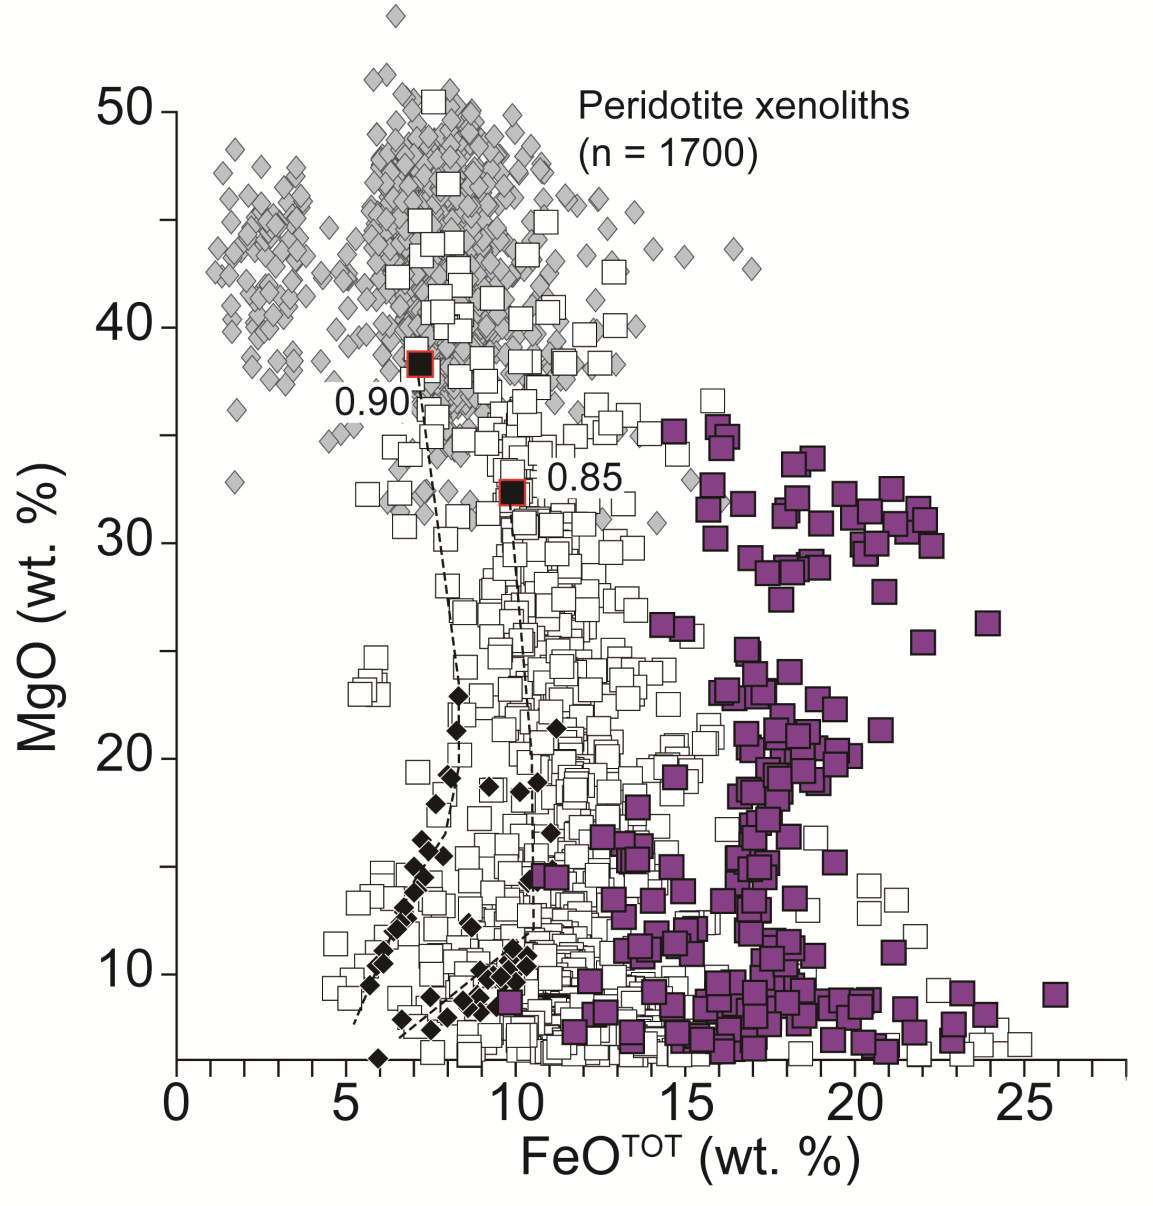 Peridotite xenoliths
(n = 1700)
50
40
0.90
0.85
30
20
10
MgO (wt. %)
0 5 10 15 20 25
FeOTOT (wt. %)